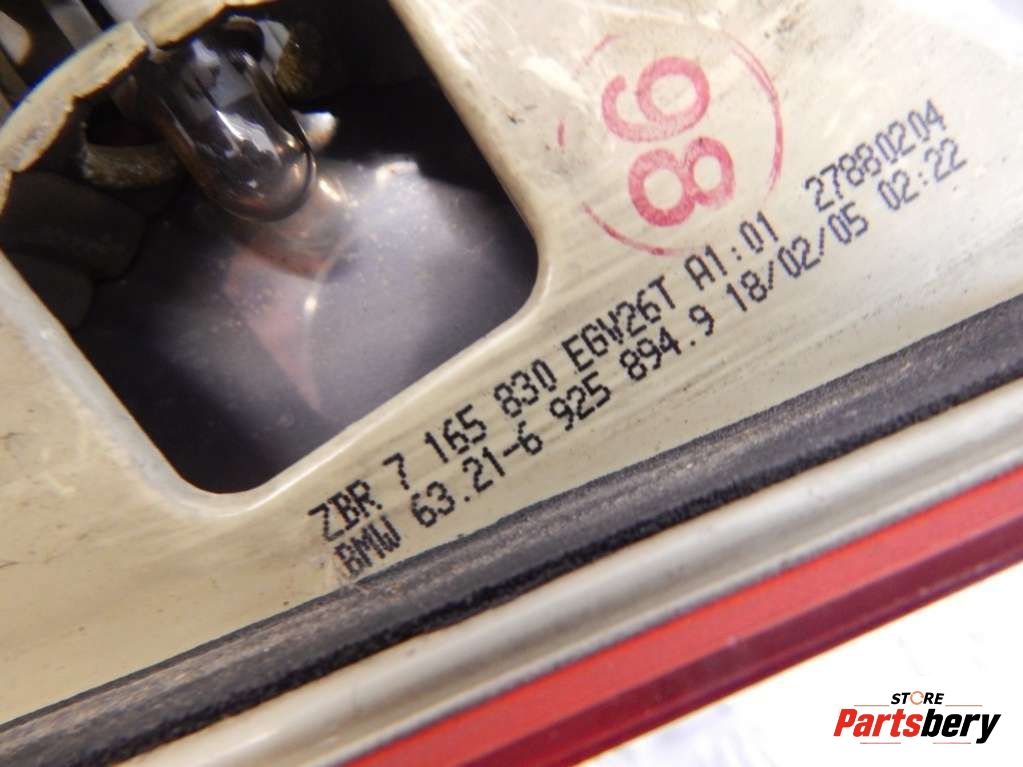 86
ZBR 7 165 830 EGW26T A1:01 27880204
BMW 63.21-6 925 894.9 18/02/05 02:22
STORE
Partsbery